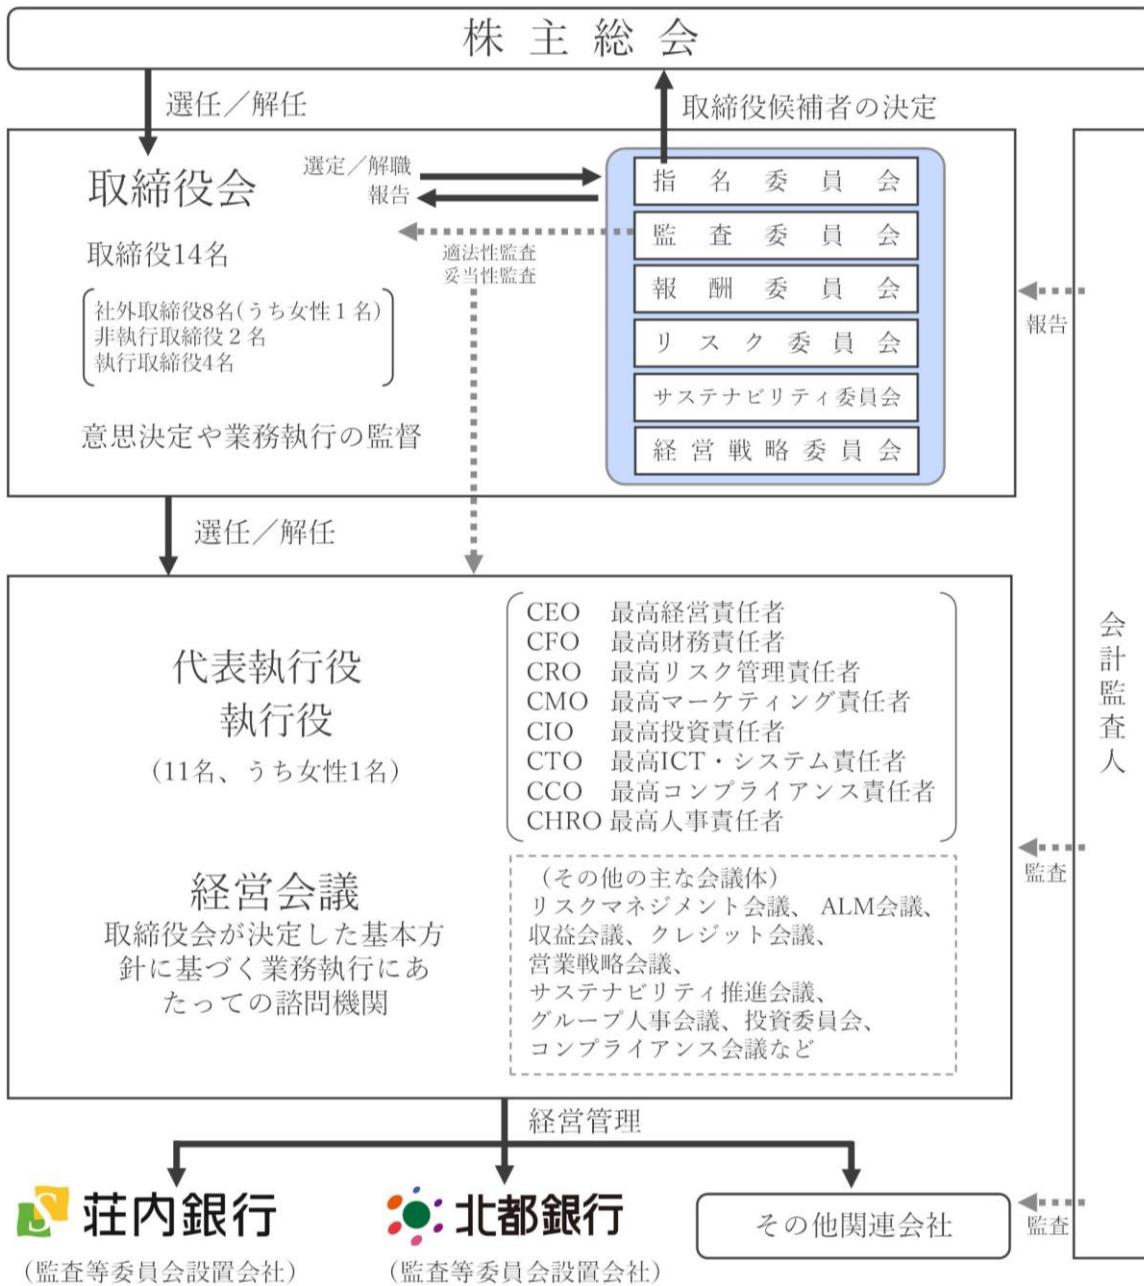 株主総会
選任／解任
取締役候補者の決定
取締役会
取締役14名
社外取締役8名(うち女性１名)
非執行取締役２名
執行取締役4名
意思決定や業務執行の監督
選定／解職
報告
適法性監査
妥当性監査
指名委員会
監査委員会
報酬委員会
リスク委員会
サステナビリティ委員会
経営戦略委員会
報告
選任／解任
代表執行役
執行役
（11名、うち女性1名）
CEO 最高経営責任者
CFO 最高財務責任者
CRO 最高リスク管理責任者
CMO 最高マーケティング責任者
CIO 最高投資責任者
CTO 最高ICT・システム責任者
CCO 最高コンプライアンス責任者
CHRO 最高人事責任者
経営会議
取締役会が決定した基本方
針に基づく業務執行にあ
たっての諮問機関
（その他の主な会議体）
リスクマネジメント会議、 ALM会議、
収益会議、クレジット会議、
営業戦略会議、
サステナビリティ推進会議、
グループ人事会議、投資委員会、
コンプライアンス会議など
会計監査人
監査
経営管理
S 荘内銀行
（監査等委員会設置会社）
北都銀行
（監査等委員会設置会社）
その他関連会社
監査